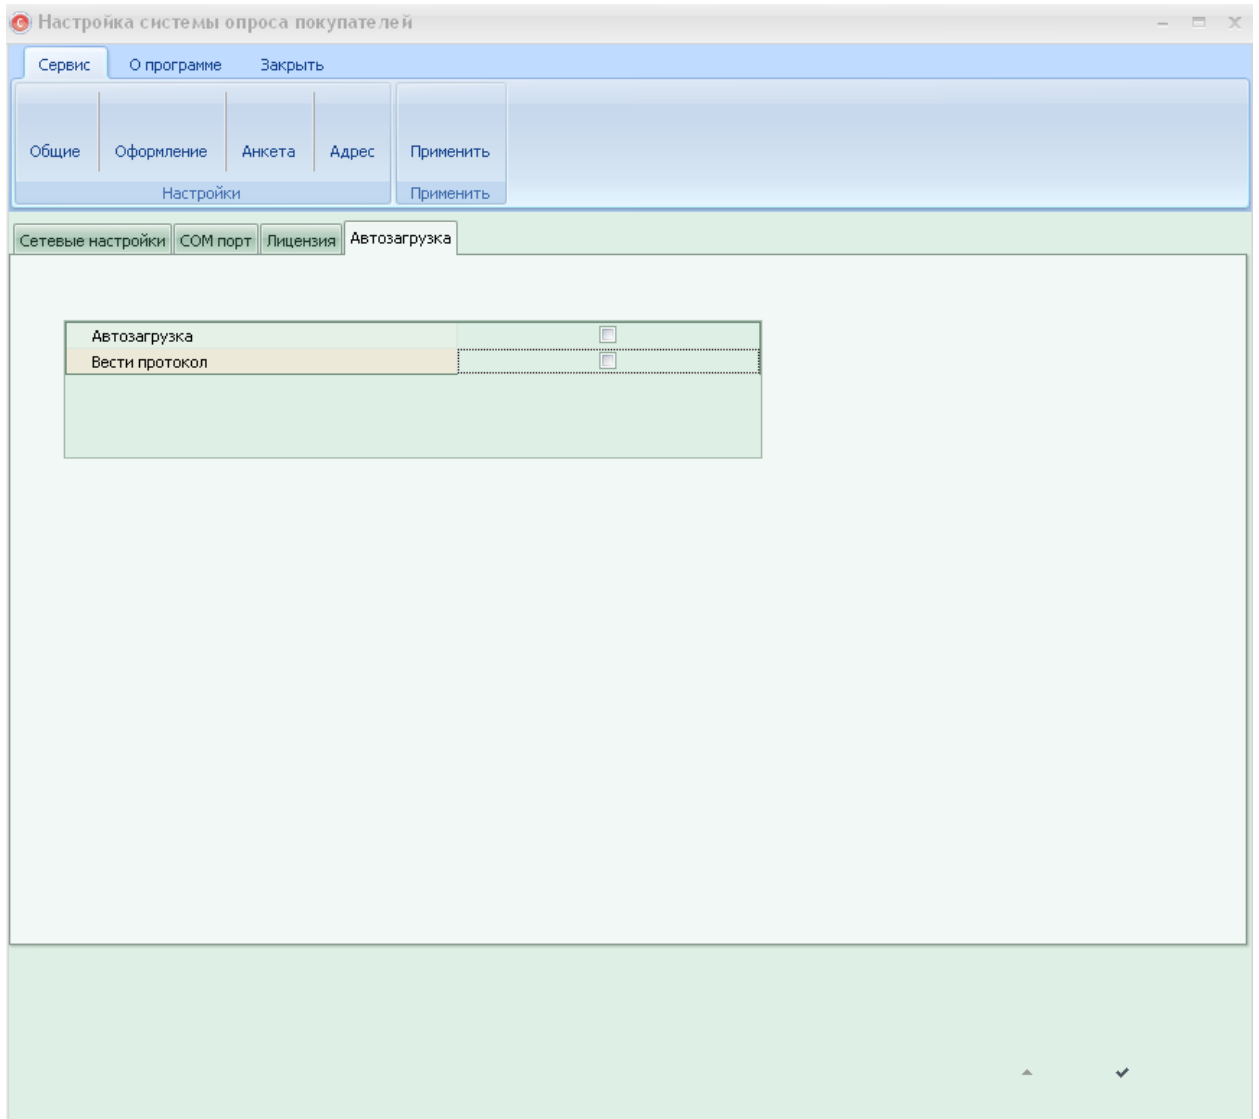 Настройка системы опроса покупателей
Сервис О программе Закрыть
Общие Оформление Анкета Адрес Применить
Настройки Применить
Сетевые настройки COM порт Лицензия Автозагрузка
Автозагрузка
Вести протокол